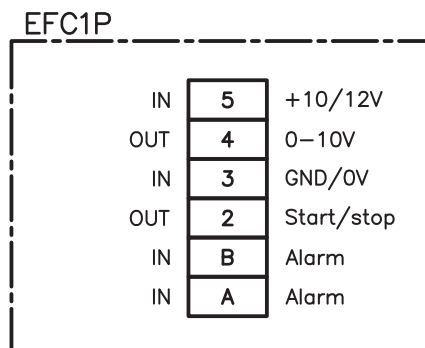 EFC1P
IN 5 +10/12V
OUT 4 0-10V
IN 3 GND/0V
OUT 2 Start/stop
IN B Alarm
IN A Alarm